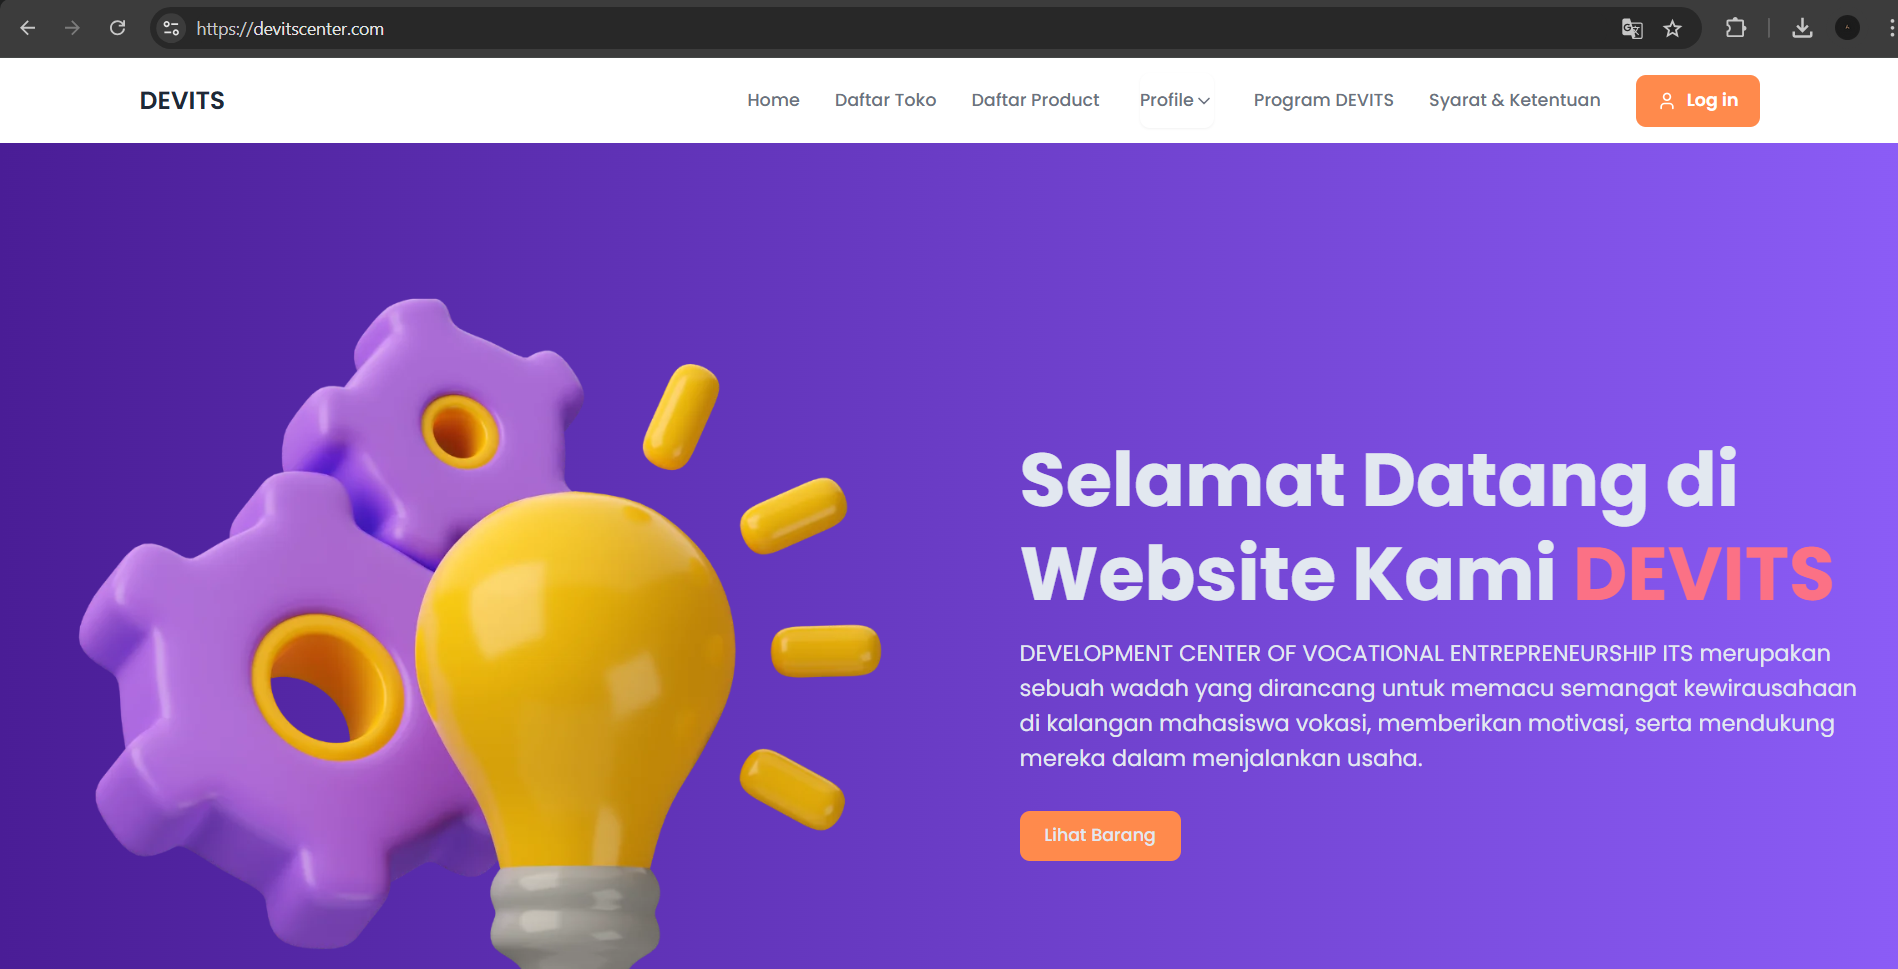 https://devitscenter.com
DEVITS
Home
Daftar Toko
Daftar Product
Profile
Program DEVITS
Syarat & Ketentuan
Log in
Selamat Datang di
Website Kami DEVITS
DEVELOPMENT CENTER OF VOCATIONAL ENTREPRENEURSHIP ITS merupakan
sebuah wadah yang dirancang untuk memacu semangat kewirausahaan
di kalangan mahasiswa vokasi, memberikan motivasi, serta mendukung
mereka dalam menjalankan usaha.
Lihat Barang